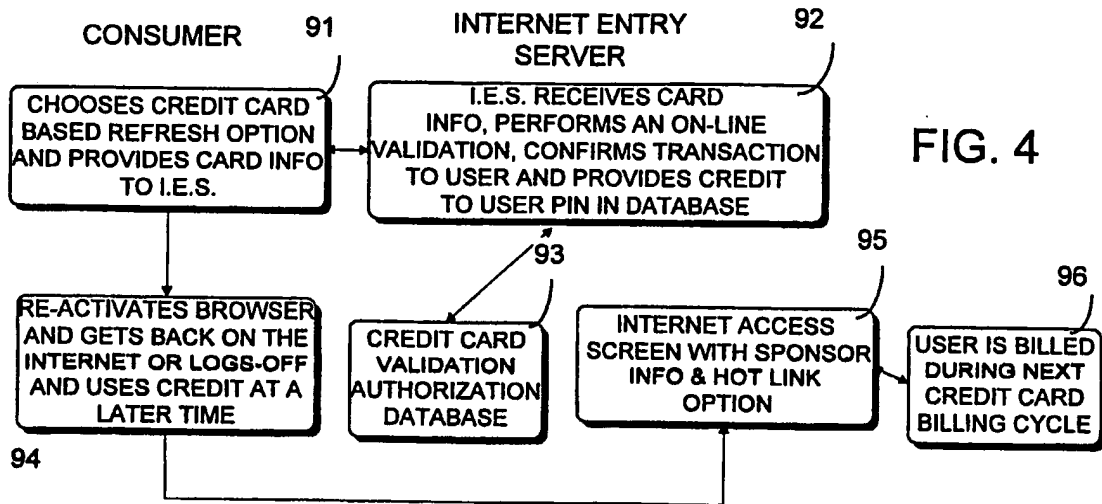 CONSUMER
91
INTERNET ENTRY
SERVER
92
CHOOSES CREDIT CARD
BASED REFRESH OPTION
AND PROVIDES CARD INFO
TO I.E.S.
I.E.S. RECEIVES CARD
INFO, PERFORMS AN ON-LINE
VALIDATION, CONFIRMS TRANSACTION
TO USER AND PROVIDES CREDIT
TO USER PIN IN DATABASE
FIG. 4
93
95
96
RE-ACTIVATES BROWSER
AND GETS BACK ON THE
INTERNET OR LOGS-OFF
AND USES CREDIT AT A
LATER TIME
CREDIT CARD
VALIDATION
AUTHORIZATION
DATABASE
INTERNET ACCESS
SCREEN WITH SPONSOR
INFO & HOT LINK
OPTION
USER IS BILLED
DURING NEXT
CREDIT CARD
BILLING CYCLE
94